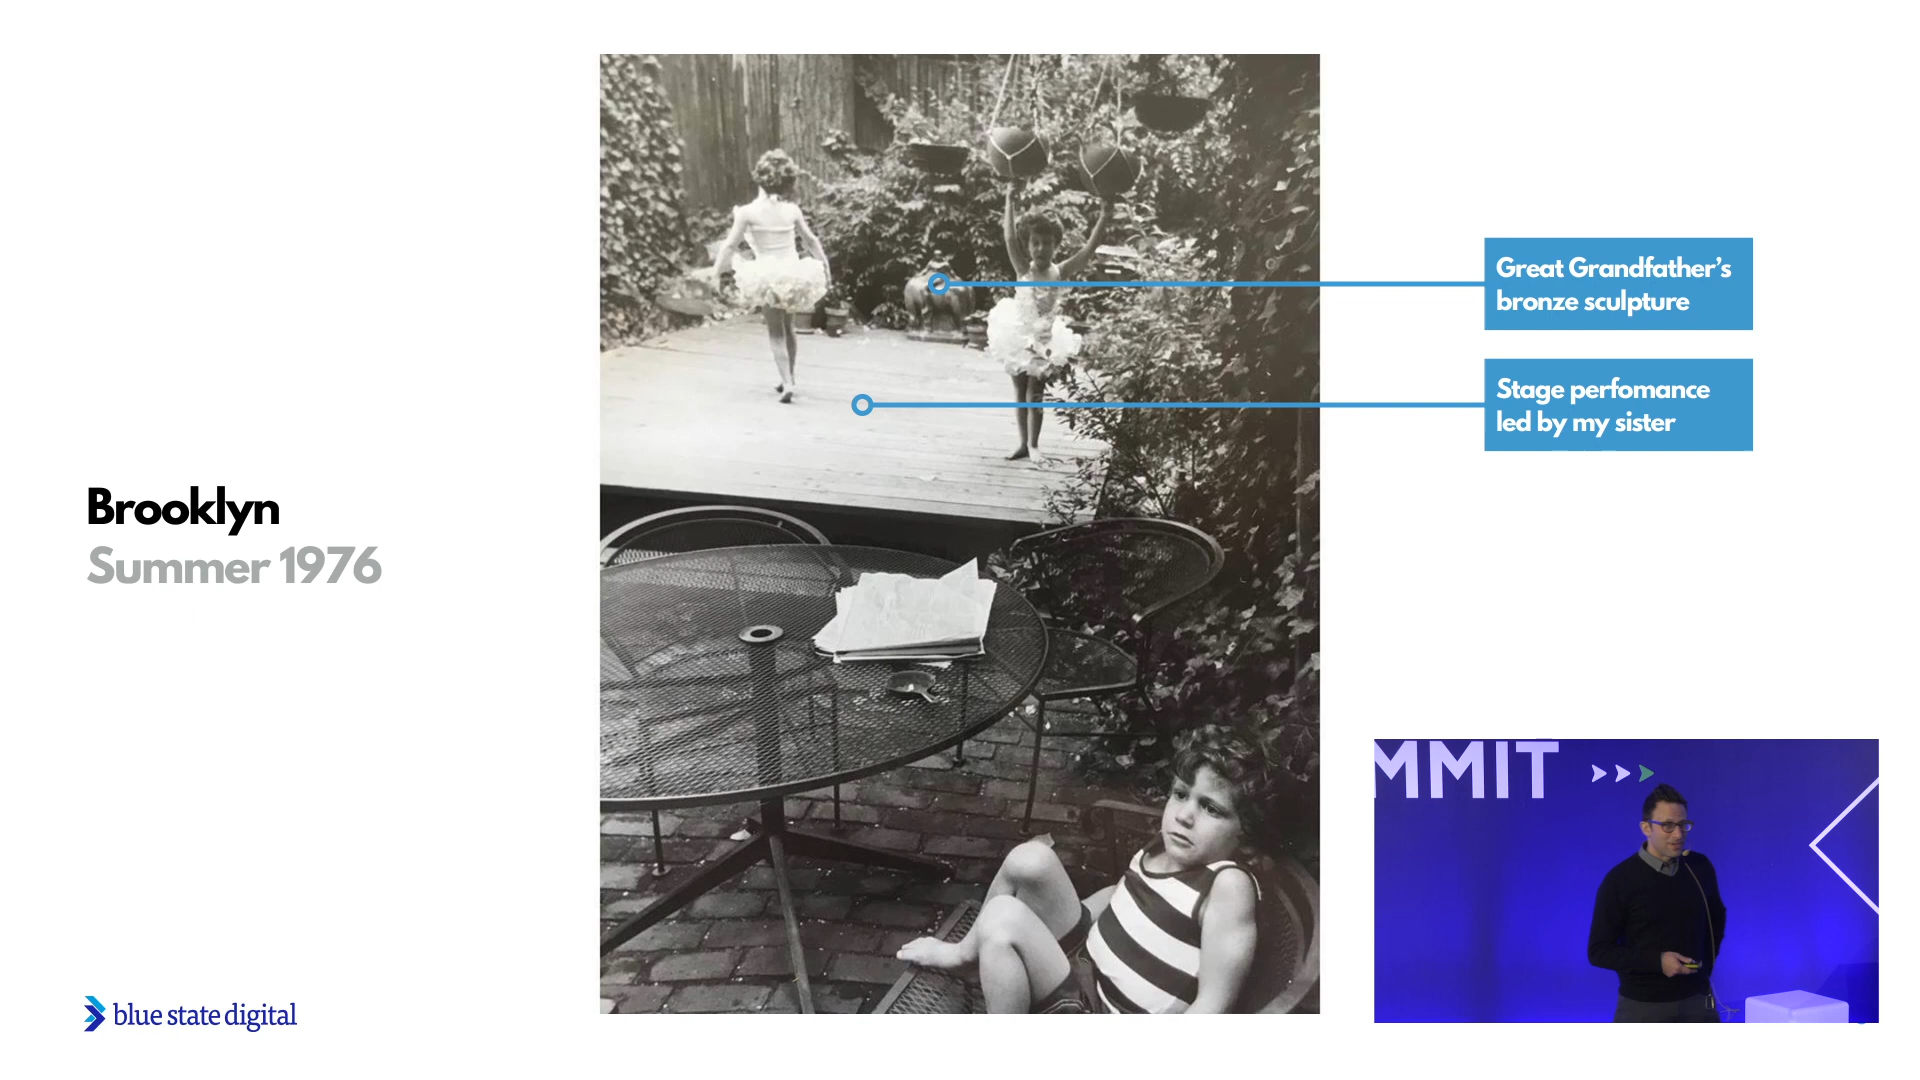 Brooklyn
Summer 1976
Great Grandfather's
bronze sculpture
Stage perfomance
led by my sister
MMIT
blue state digital